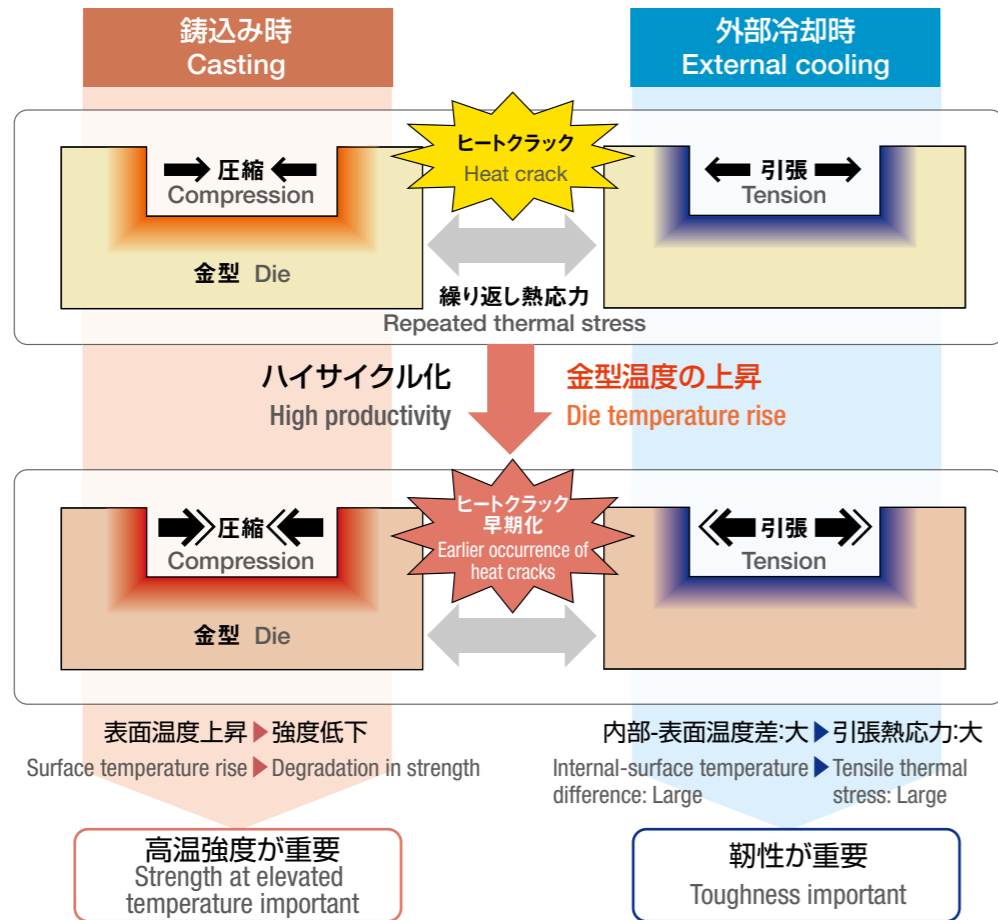 鋳込み時
Casting
外部冷却時
External cooling
圧縮
Compression
金型 Die
ヒートクラック
Heat crack
引張
Tension
繰り返し熱応力
Repeated thermal stress
ハイサイクル化
High productivity
金型温度の上昇
Die temperature rise
圧縮
Compression
金型 Die
ヒートクラック
早期化
Earlier occurrence of
heat cracks
引張
Tension
表面温度上昇▶強度低下
Surface temperature rise▶Degradation in strength
内部-表面温度差:大▶引張熱応力:大
Internal-surface temperature▶Tensile thermal
difference: Large stress: Large
高温強度が重要
Strength at elevated
temperature important
靭性が重要
Toughness important